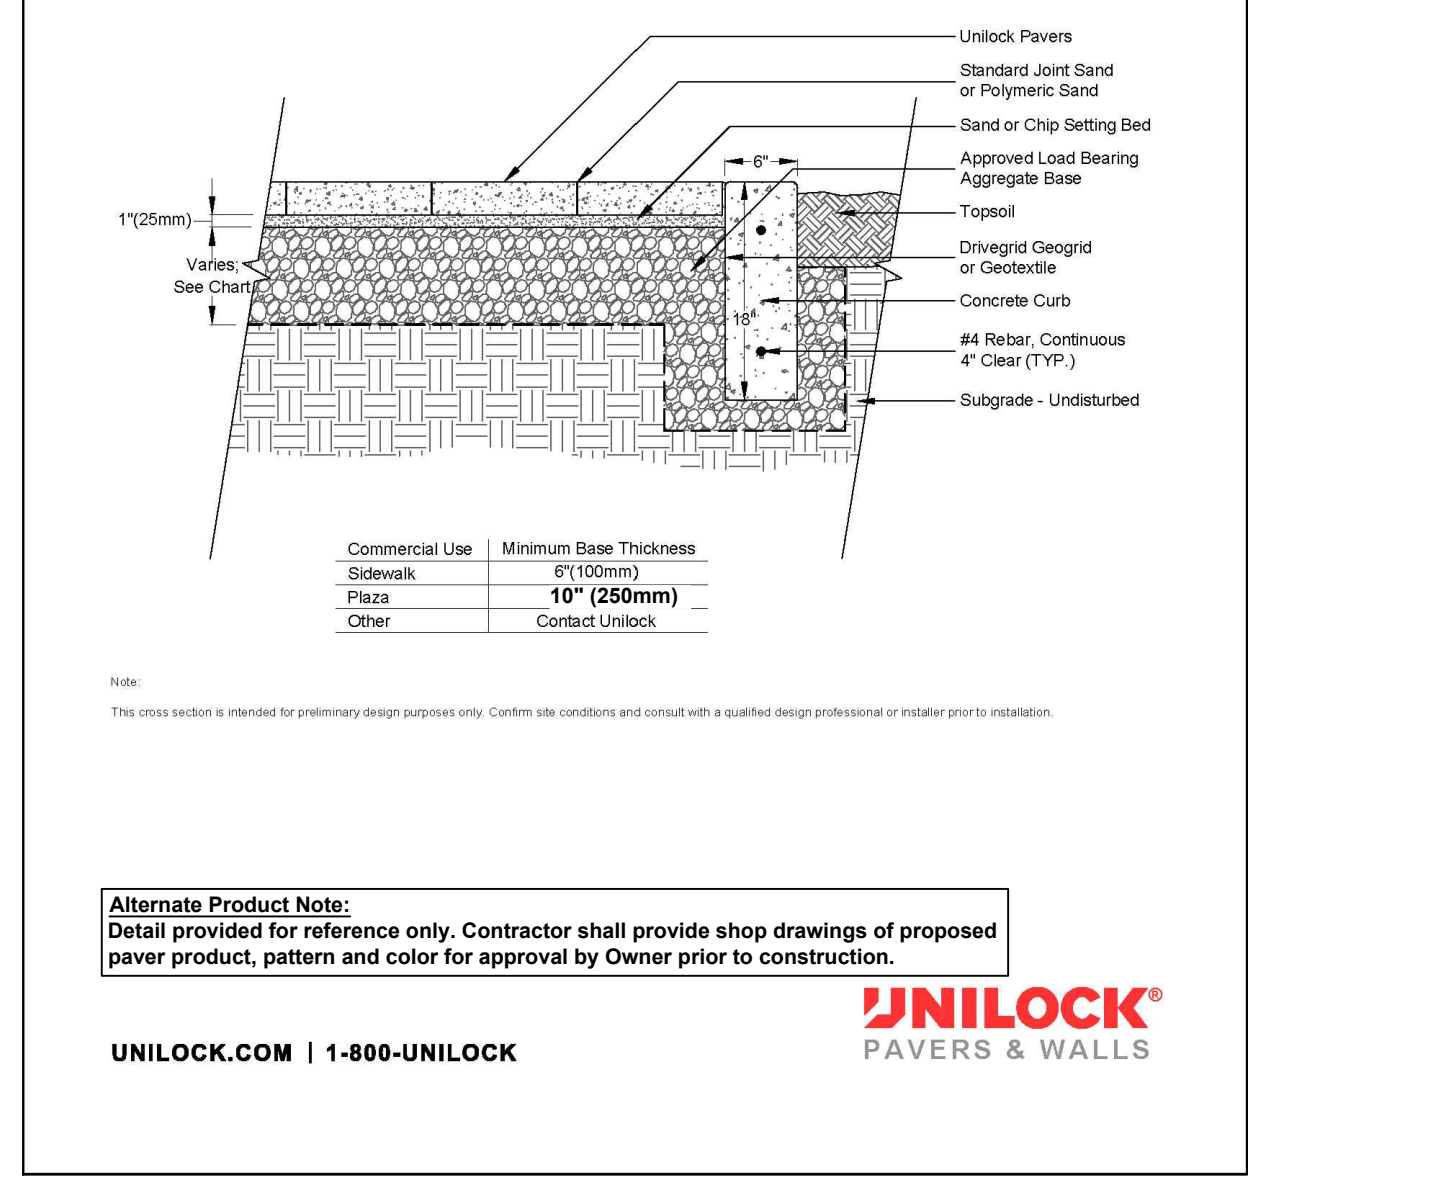 Unilock Pavers
Standard Joint Sand
or Polymeric Sand
Sand or Chip Setting Bed
Approved Load Bearing
Aggregate Base
Topsoil
Drivegrid Geogrid
or Geotextile
Concrete Curb
#4 Rebar, Continuous
4" Clear (TYP.)
Subgrade - Undisturbed
6"
18"
1"(25mm)
Varies;
See Chart
Commercial Use Minimum Base Thickness
Sidewalk 6"(100mm)
Plaza 10" (250mm)
Other Contact Unilock
Note:
This cross section is intended for preliminary design purposes only. Confirm site conditions and consult with a qualified design professional or installer prior to installation.
Alternate Product Note:
Detail provided for reference only. Contractor shall provide shop drawings of proposed
paver product, pattern and color for approval by Owner prior to construction.
UNILOCK®
PAVERS & WALLS
UNILOCK.COM | 1-800-UNILOCK